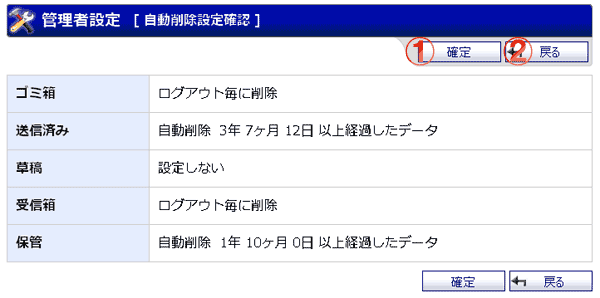 管理者設定 [ 自動削除設定確認 ]
1 確定 2 戻る
ゴミ箱 ログアウト毎に削除
送信済み 自動削除 3年 7ヶ月 12日 以上経過したデータ
草稿 設定しない
受信箱 ログアウト毎に削除
保管 自動削除 1年 10ヶ月 0日 以上経過したデータ
確定 戻る